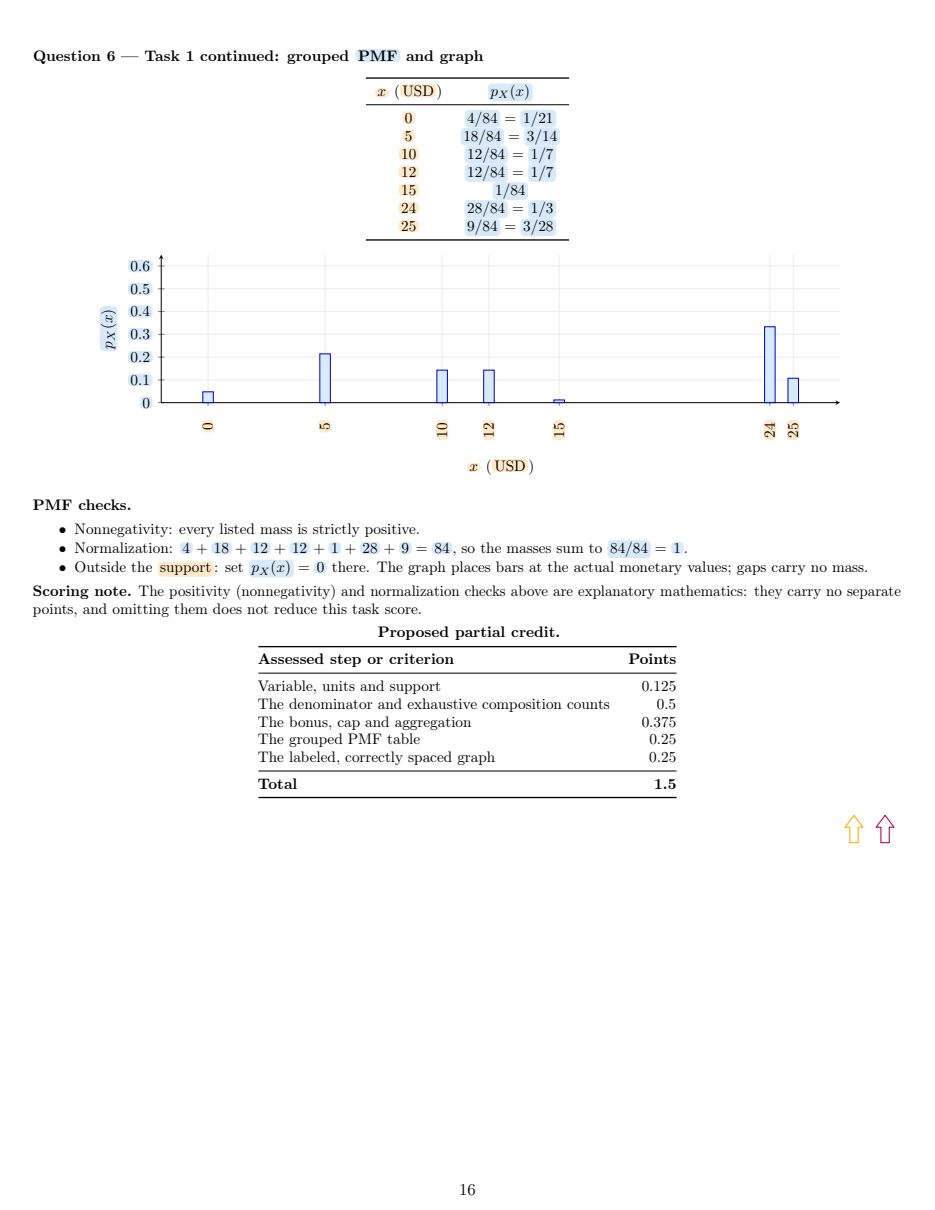 Question 6 — Task 1 continued: grouped PMF and graph
x (USD) pX(x)
0 4/84 = 1/21
5 18/84 = 3/14
10 12/84 = 1/7
12 12/84 = 1/7
15 1/84
24 28/84 = 1/3
25 9/84 = 3/28
0.6
0.5
0.4
0.3
0.2
0.1
0
pX(x)
0 5 10 12 15 24 25
x (USD)
PMF checks.
• Nonnegativity: every listed mass is strictly positive.
• Normalization: 4 + 18 + 12 + 12 + 1 + 28 + 9 = 84, so the masses sum to 84/84 = 1.
• Outside the support: set pX(x) = 0 there. The graph places bars at the actual monetary values; gaps carry no mass.
Scoring note. The positivity (nonnegativity) and normalization checks above are explanatory mathematics: they carry no separate
points, and omitting them does not reduce this task score.
Proposed partial credit.
Assessed step or criterion Points
Variable, units and support 0.125
The denominator and exhaustive composition counts 0.5
The bonus, cap and aggregation 0.375
The grouped PMF table 0.25
The labeled, correctly spaced graph 0.25
Total 1.5
16